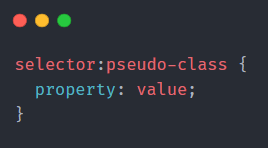 selector:pseudo-class {
  property: value;
}